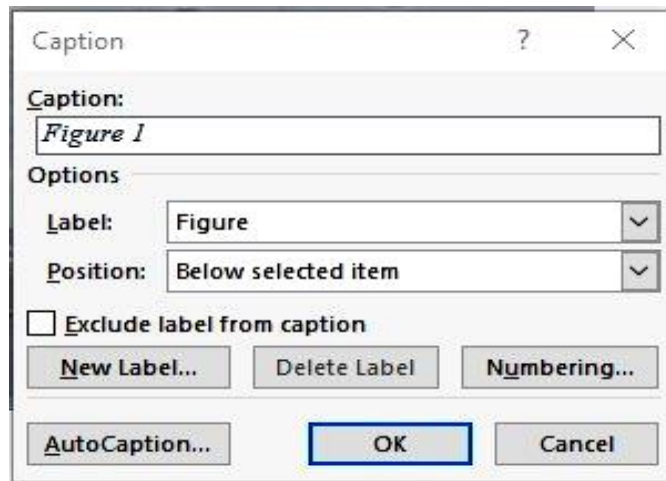 Caption ?
Caption:
Figure 1
Options
Label: Figure
Position: Below selected item
Exclude label from caption
New Label... Delete Label Numbering...
AutoCaption... OK Cancel